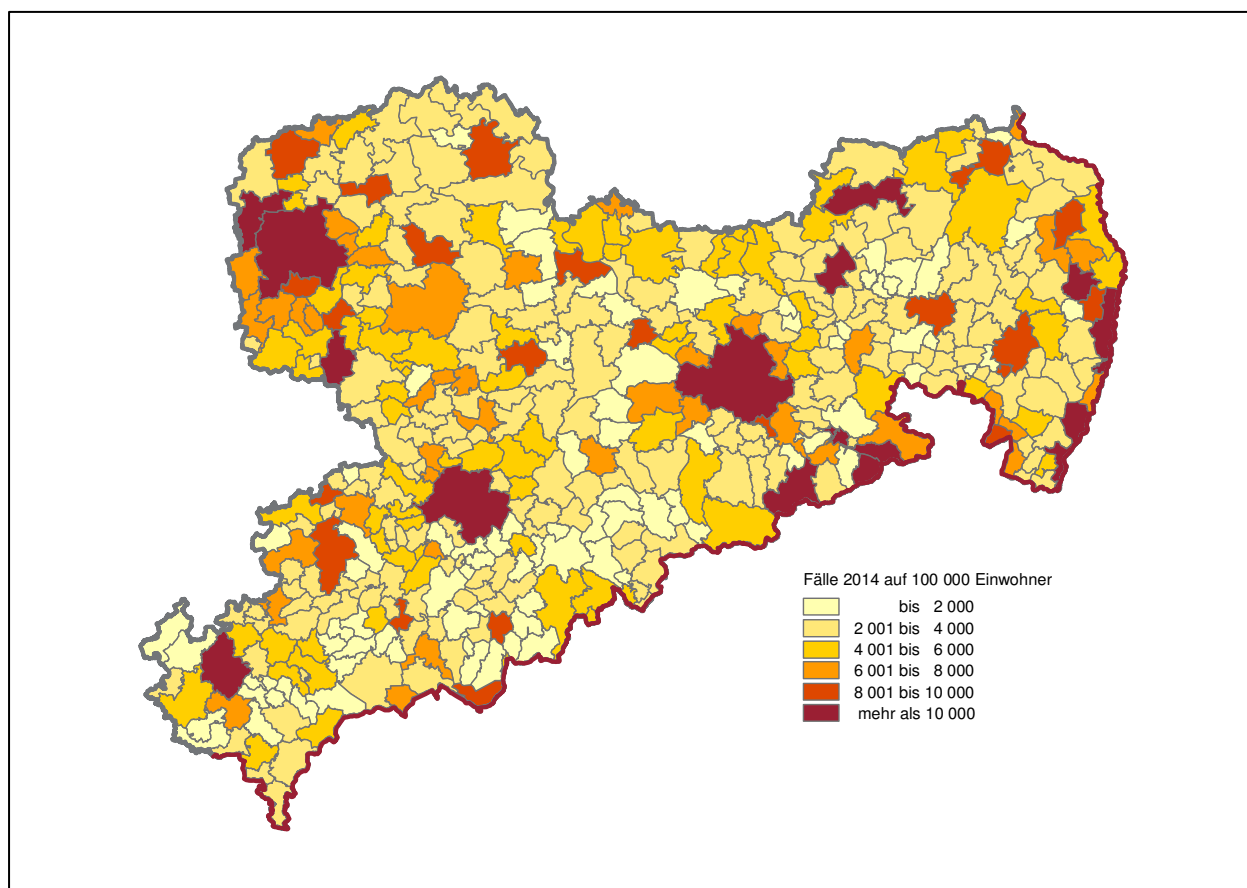 Fälle 2014 auf 100 000 Einwohner
bis 2 000
2 001 bis 4 000
4 001 bis 6 000
6 001 bis 8 000
8 001 bis 10 000
mehr als 10 000